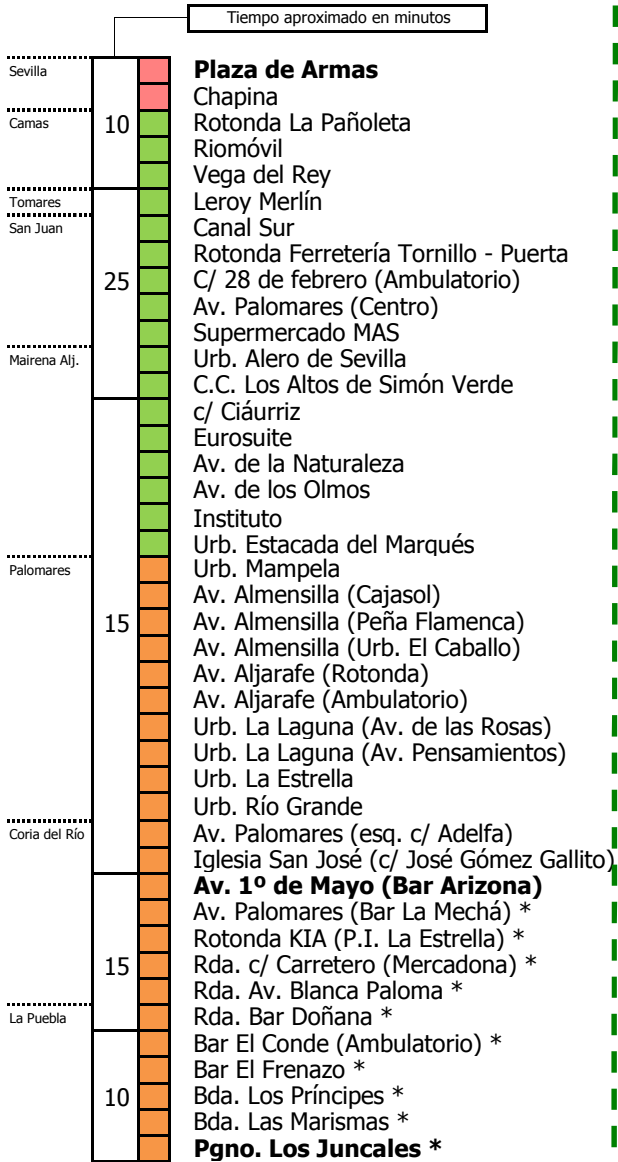 Tiempo aproximado en minutos
Sevilla
Plaza de Armas
Chapina
Camas
10
Rotonda La Pañoleta
Riomóvil
Vega del Rey
Tomares
Leroy Merlín
San Juan
Canal Sur
Rotonda Ferretería Tornillo - Puerta
25
C/ 28 de febrero (Ambulatorio)
Av. Palomares (Centro)
Supermercado MAS
Mairena Alj.
Urb. Alero de Sevilla
C.C. Los Altos de Simón Verde
c/ Ciáurriz
Eurosuite
Av. de la Naturaleza
Av. de los Olmos
Instituto
Urb. Estacada del Marqués
Palomares
Urb. Mampela
Av. Almensilla (Cajasol)
15
Av. Almensilla (Peña Flamenca)
Av. Almensilla (Urb. El Caballo)
Av. Aljarafe (Rotonda)
Av. Aljarafe (Ambulatorio)
Urb. La Laguna (Av. de las Rosas)
Urb. La Laguna (Av. Pensamientos)
Urb. La Estrella
Urb. Río Grande
Coria del Río
Av. Palomares (esq. c/ Adelfa)
Iglesia San José (c/ José Gómez Gallito)
Av. 1º de Mayo (Bar Arizona)
Av. Palomares (Bar La Mechá) *
Rotonda KIA (P.I. La Estrella) *
15
Rda. c/ Carretero (Mercadona) *
Rda. Av. Blanca Paloma *
La Puebla
Rda. Bar Doñana *
Bar El Conde (Ambulatorio) *
Bar El Frenazo *
10
Bda. Los Príncipes *
Bda. Las Marismas *
Pgno. Los Juncales *